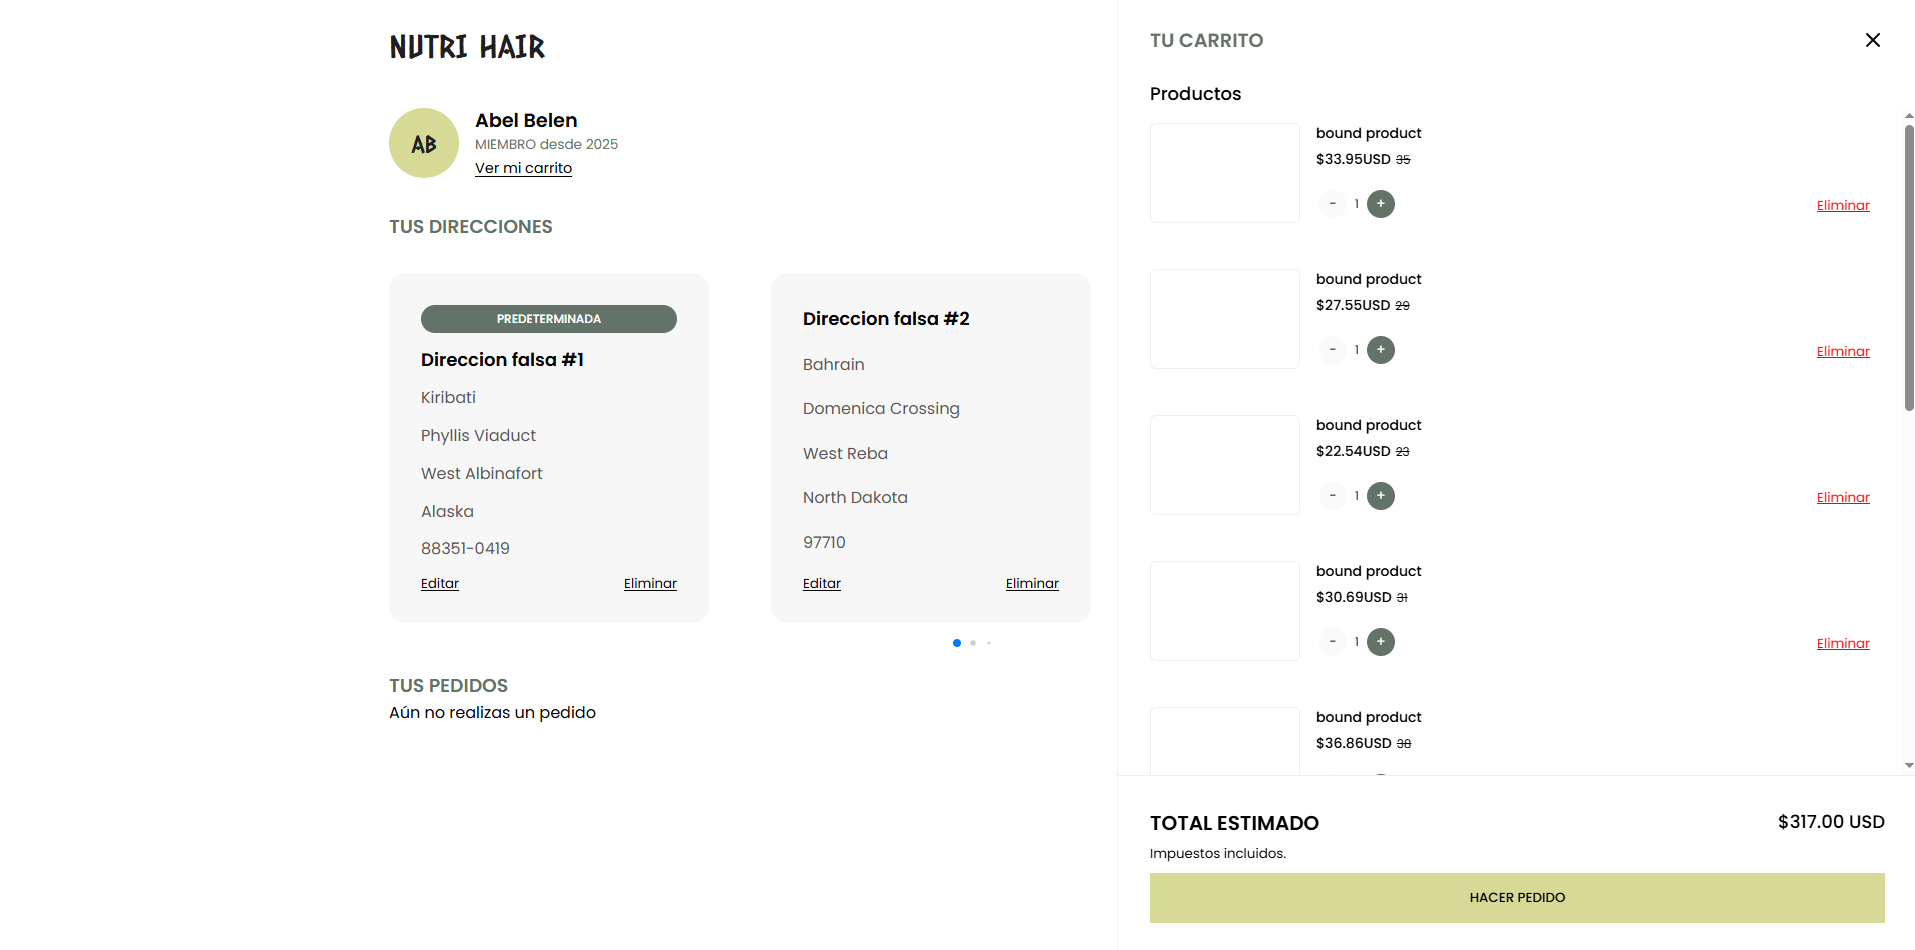 NUTRI HAIR
AB
Abel Belen
MIEMBRO desde 2025
Ver mi carrito
TUS DIRECCIONES
PREDETERMINADA
Direccion falsa #1
Kiribati
Phyllis Viaduct
West Albinafort
Alaska
88351-0419
Editar
Eliminar
Direccion falsa #2
Bahrain
Domenica Crossing
West Reba
North Dakota
97710
Editar
Eliminar
TUS PEDIDOS
Aún no realizas un pedido
TU CARRITO
Productos
bound product
$33.95USD 35
- 1 +
Eliminar
bound product
$27.55USD 29
- 1 +
Eliminar
bound product
$22.54USD 23
- 1 +
Eliminar
bound product
$30.69USD 31
- 1 +
Eliminar
bound product
$36.86USD 38
TOTAL ESTIMADO
$317.00 USD
Impuestos incluidos.
HACER PEDIDO